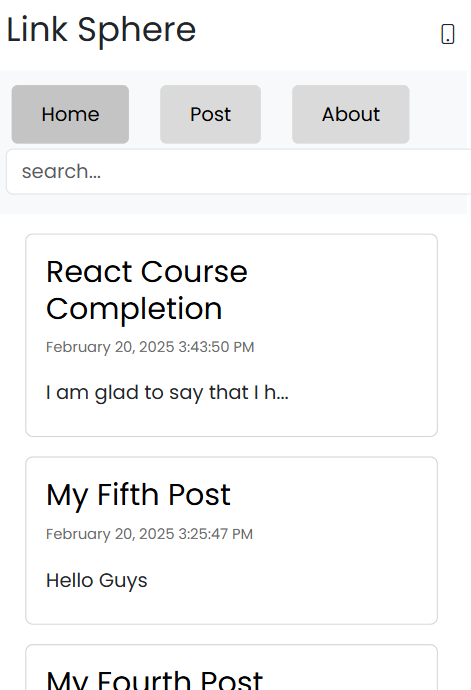 Link Sphere
Home Post About
search...
React Course
Completion
February 20, 2025 3:43:50 PM
I am glad to say that I h...
My Fifth Post
February 20, 2025 3:25:47 PM
Hello Guys
My Fourth Post